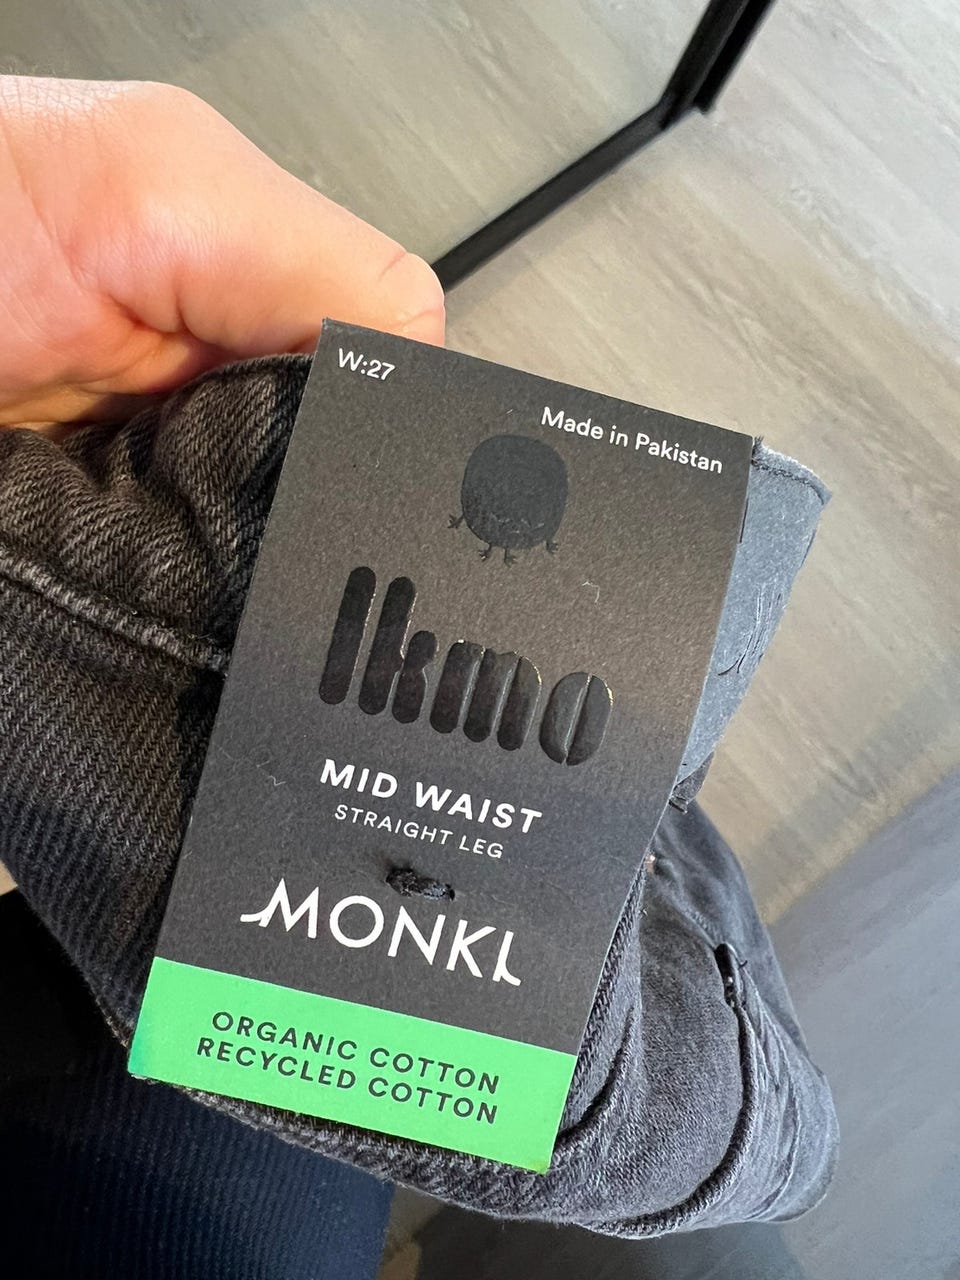 W:27
Made in Pakistan
Ikmo
MID WAIST
STRAIGHT LEG
MONKI
ORGANIC COTTON
RECYCLED COTTON